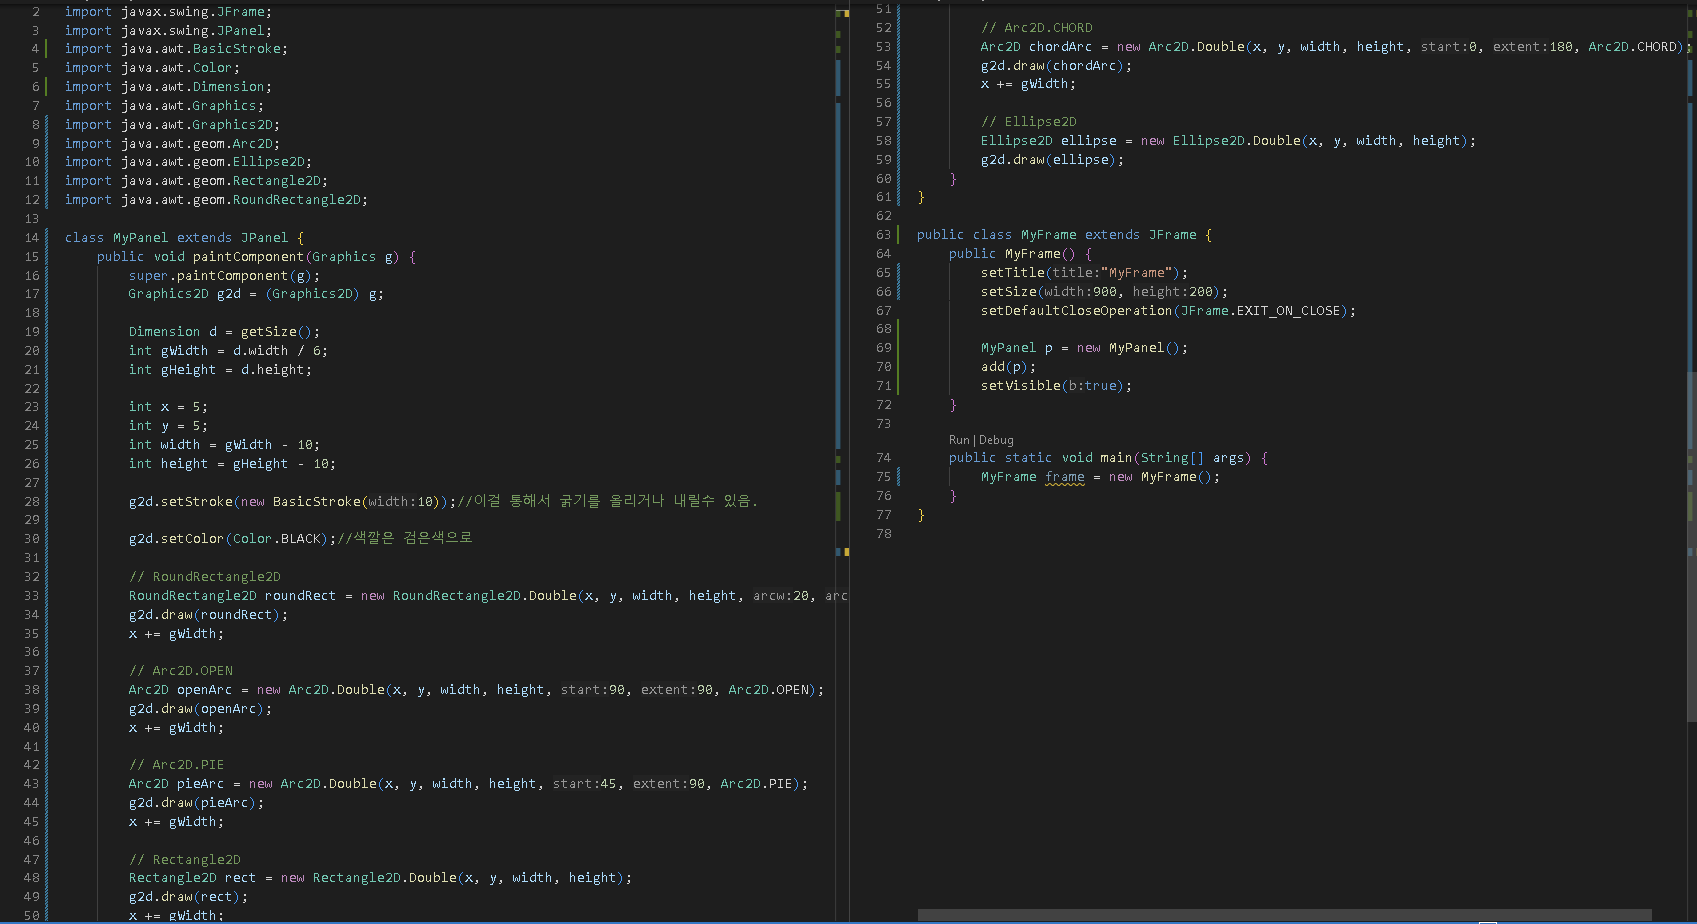 2 import javax.swing.JFrame;
3 import javax.swing.JPanel;
4 import java.awt.BasicStroke;
5 import java.awt.Color;
6 import java.awt.Dimension;
7 import java.awt.Graphics;
8 import java.awt.Graphics2D;
9 import java.awt.geom.Arc2D;
10 import java.awt.geom.Ellipse2D;
11 import java.awt.geom.Rectangle2D;
12 import java.awt.geom.RoundRectangle2D;
13
14 class MyPanel extends JPanel {
15 public void paintComponent(Graphics g) {
16 super.paintComponent(g);
17 Graphics2D g2d = (Graphics2D) g;
18
19 Dimension d = getSize();
20 int gWidth = d.width / 6;
21 int gHeight = d.height;
22
23 int x = 5;
24 int y = 5;
25 int width = gWidth - 10;
26 int height = gHeight - 10;
27
28 g2d.setStroke(new BasicStroke(width:10));//이걸 통해서 굵기를 올리거나 내릴수 있음.
29
30 g2d.setColor(Color.BLACK);//색깔은 검은색으로
31
32 // RoundRectangle2D
33 RoundRectangle2D roundRect = new RoundRectangle2D.Double(x, y, width, height, arcw:20, arc
34 g2d.draw(roundRect);
35 x += gWidth;
36
37 // Arc2D.OPEN
38 Arc2D openArc = new Arc2D.Double(x, y, width, height, start:90, extent:90, Arc2D.OPEN);
39 g2d.draw(openArc);
40 x += gWidth;
41
42 // Arc2D.PIE
43 Arc2D pieArc = new Arc2D.Double(x, y, width, height, start:45, extent:90, Arc2D.PIE);
44 g2d.draw(pieArc);
45 x += gWidth;
46
47 // Rectangle2D
48 Rectangle2D rect = new Rectangle2D.Double(x, y, width, height);
49 g2d.draw(rect);
50 x += gWidth;
51
52 // Arc2D.CHORD
53 Arc2D chordArc = new Arc2D.Double(x, y, width, height, start:0, extent:180, Arc2D.CHORD);
54 g2d.draw(chordArc);
55 x += gWidth;
56
57 // Ellipse2D
58 Ellipse2D ellipse = new Ellipse2D.Double(x, y, width, height);
59 g2d.draw(ellipse);
60 }
61 }
62
63 public class MyFrame extends JFrame {
64 public MyFrame() {
65 setTitle(title:"MyFrame");
66 setSize(width:900, height:200);
67 setDefaultCloseOperation(JFrame.EXIT_ON_CLOSE);
68
69 MyPanel p = new MyPanel();
70 add(p);
71 setVisible(b:true);
72 }
73
Run | Debug
74 public static void main(String[] args) {
75 MyFrame frame = new MyFrame();
76 }
77 }
78